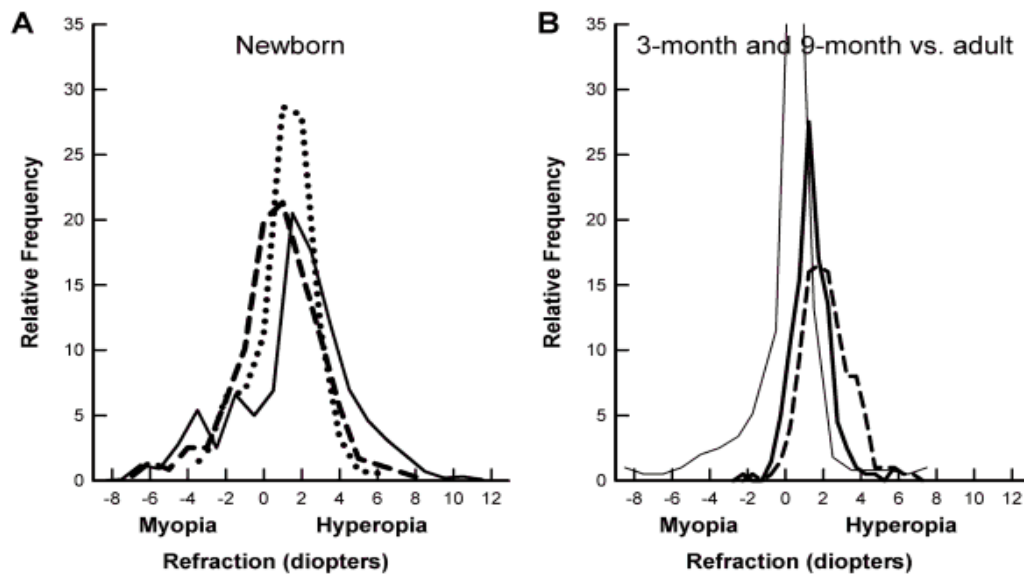 A
Newborn
35
30
25
20
15
10
5
0
Relative Frequency
-8 -6 -4 -2 0 2 4 6 8 10 12
Myopia Hyperopia
Refraction (diopters)
B
3-month and 9-month vs. adult
35
30
25
20
15
10
5
0
Relative Frequency
-8 -6 -4 -2 0 2 4 6 8 10 12
Myopia Hyperopia
Refraction (diopters)